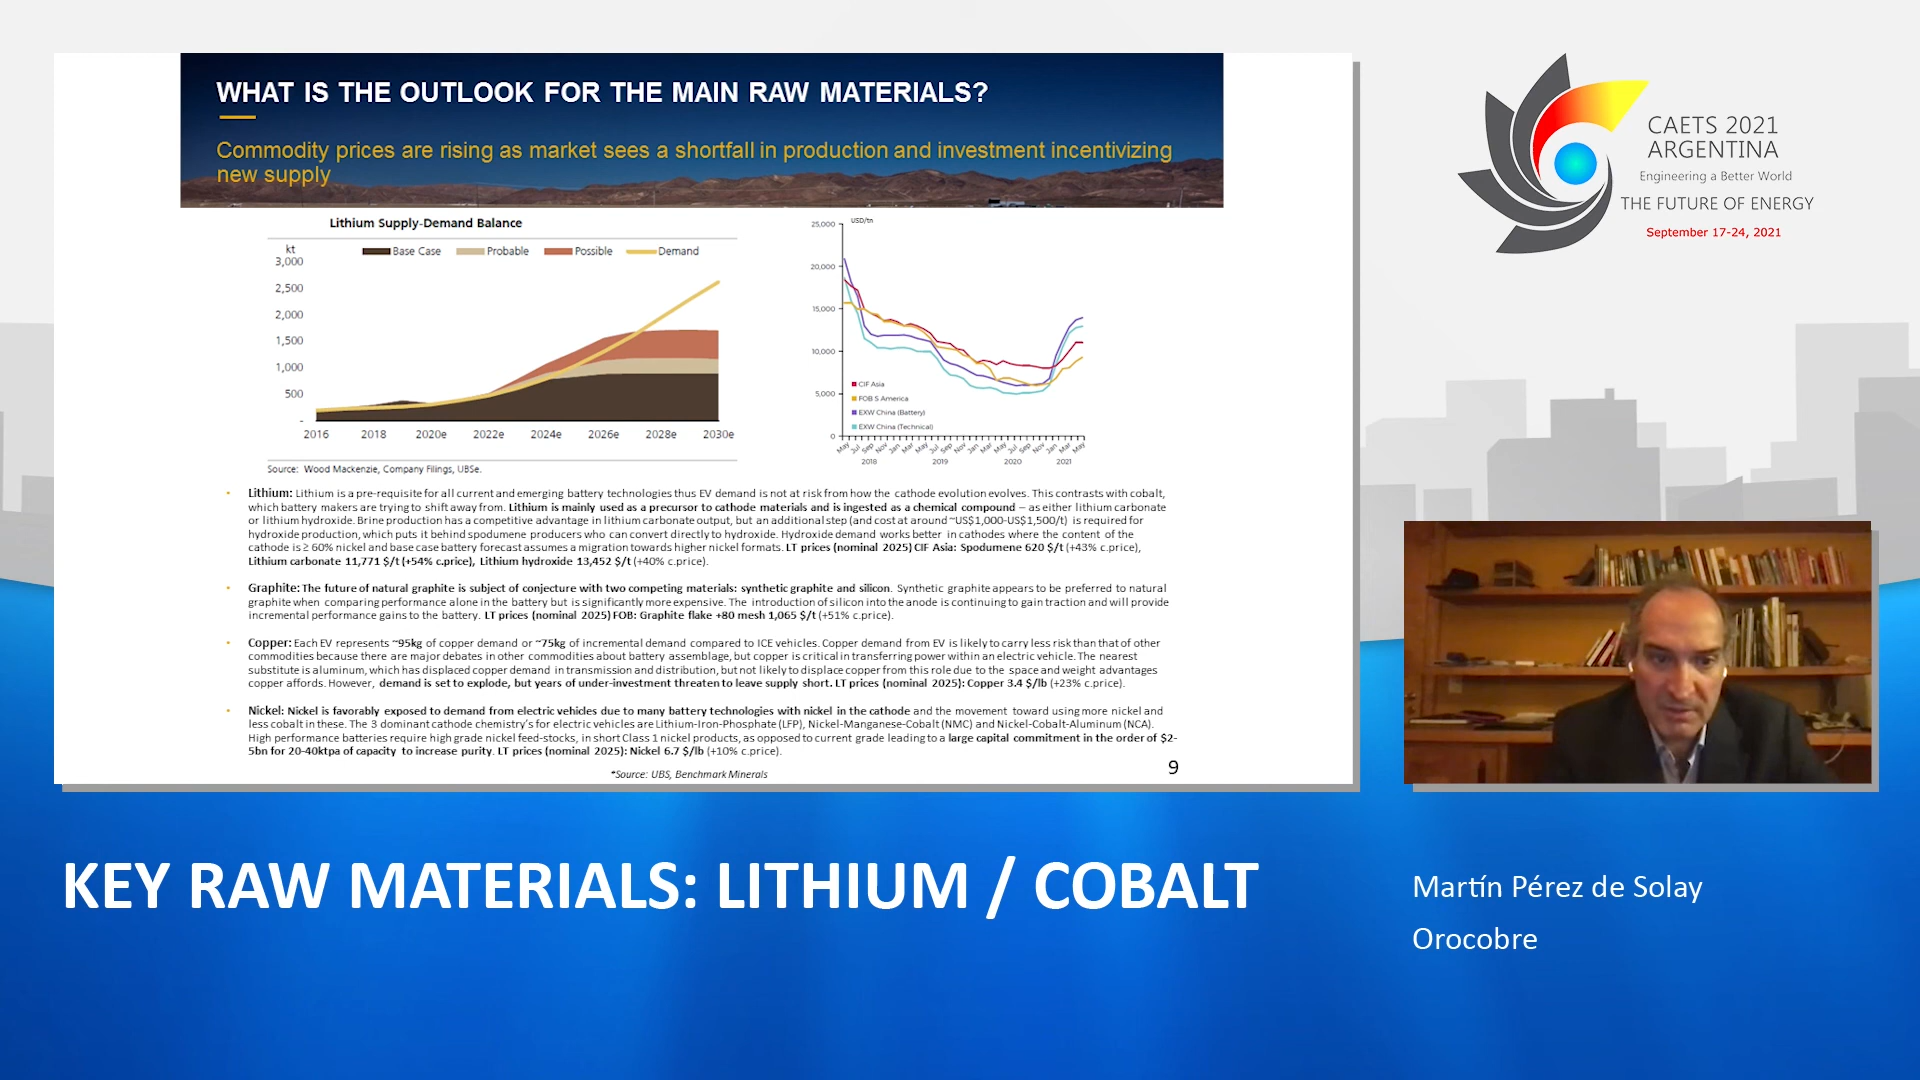 WHAT IS THE OUTLOOK FOR THE MAIN RAW MATERIALS?
Commodity prices are rising as market sees a shortfall in production and investment incentivizing
new supply
Lithium Supply-Demand Balance
kt
Base Case
Probable
Possible
Demand
3,000
2,500
2,000
1,500
1,000
500
-
2016
2018
2020e
2022e
2024e
2026e
2028e
2030e
Source: Wood Mackenzie, Company Filings, UBSe.
USD/tn
25,000
20,000
15,000
10,000
5,000
0
CIF Asia
FOB S America
EXW China (Battery)
EXW China (Technical)
May Jul Sep Nov Jan Mar May Jul Sep Nov Jan Mar May Jul Sep Nov Jan Mar May
2018
2019
2020
2021
• Lithium: Lithium is a pre-requisite for all current and emerging battery technologies thus EV demand is not at risk from how the cathode evolution evolves. This contrasts with cobalt,
which battery makers are trying to shift away from. Lithium is mainly used as a precursor to cathode materials and is ingested as a chemical compound – as either lithium carbonate
or lithium hydroxide. Brine production has a competitive advantage in lithium carbonate output, but an additional step (and cost at around ~US$1,000-US$1,500/t) is required for
hydroxide production, which puts it behind spodumene producers who can convert directly to hydroxide. Hydroxide demand works better in cathodes where the content of the
cathode is ≥ 60% nickel and base case battery forecast assumes a migration towards higher nickel formats. LT prices (nominal 2025) CIF Asia: Spodumene 620 $/t (+43% c.price),
Lithium carbonate 11,771 $/t (+54% c.price), Lithium hydroxide 13,452 $/t (+40% c.price).
• Graphite: The future of natural graphite is subject of conjecture with two competing materials: synthetic graphite and silicon. Synthetic graphite appears to be preferred to natural
graphite when comparing performance alone in the battery but is significantly more expensive. The introduction of silicon into the anode is continuing to gain traction and will provide
incremental performance gains to the battery. LT prices (nominal 2025) FOB: Graphite flake +80 mesh 1,065 $/t (+51% c.price).
• Copper: Each EV represents ~95kg of copper demand or ~75kg of incremental demand compared to ICE vehicles. Copper demand from EV is likely to carry less risk than that of other
commodities because there are major debates in other commodities about battery assemblage, but copper is critical in transferring power within an electric vehicle. The nearest
substitute is aluminum, which has displaced copper demand in transmission and distribution, but not likely to displace copper from this role due to the space and weight advantages
copper affords. However, demand is set to explode, but years of under-investment threaten to leave supply short. LT prices (nominal 2025): Copper 3.4 $/lb (+23% c.price).
• Nickel: Nickel is favorably exposed to demand from electric vehicles due to many battery technologies with nickel in the cathode and the movement toward using more nickel and
less cobalt in these. The 3 dominant cathode chemistry's for electric vehicles are Lithium-Iron-Phosphate (LFP), Nickel-Manganese-Cobalt (NMC) and Nickel-Cobalt-Aluminum (NCA).
High performance batteries require high grade nickel feed-stocks, in short Class 1 nickel products, as opposed to current grade leading to a large capital commitment in the order of $2-
5bn for 20-40ktpa of capacity to increase purity. LT prices (nominal 2025): Nickel 6.7 $/lb (+10% c.price).
*Source: UBS, Benchmark Minerals
9
CAETS 2021
ARGENTINA
Engineering a Better World
THE FUTURE OF ENERGY
September 17-24, 2021
KEY RAW MATERIALS: LITHIUM / COBALT
Martín Pérez de Solay
Orocobre